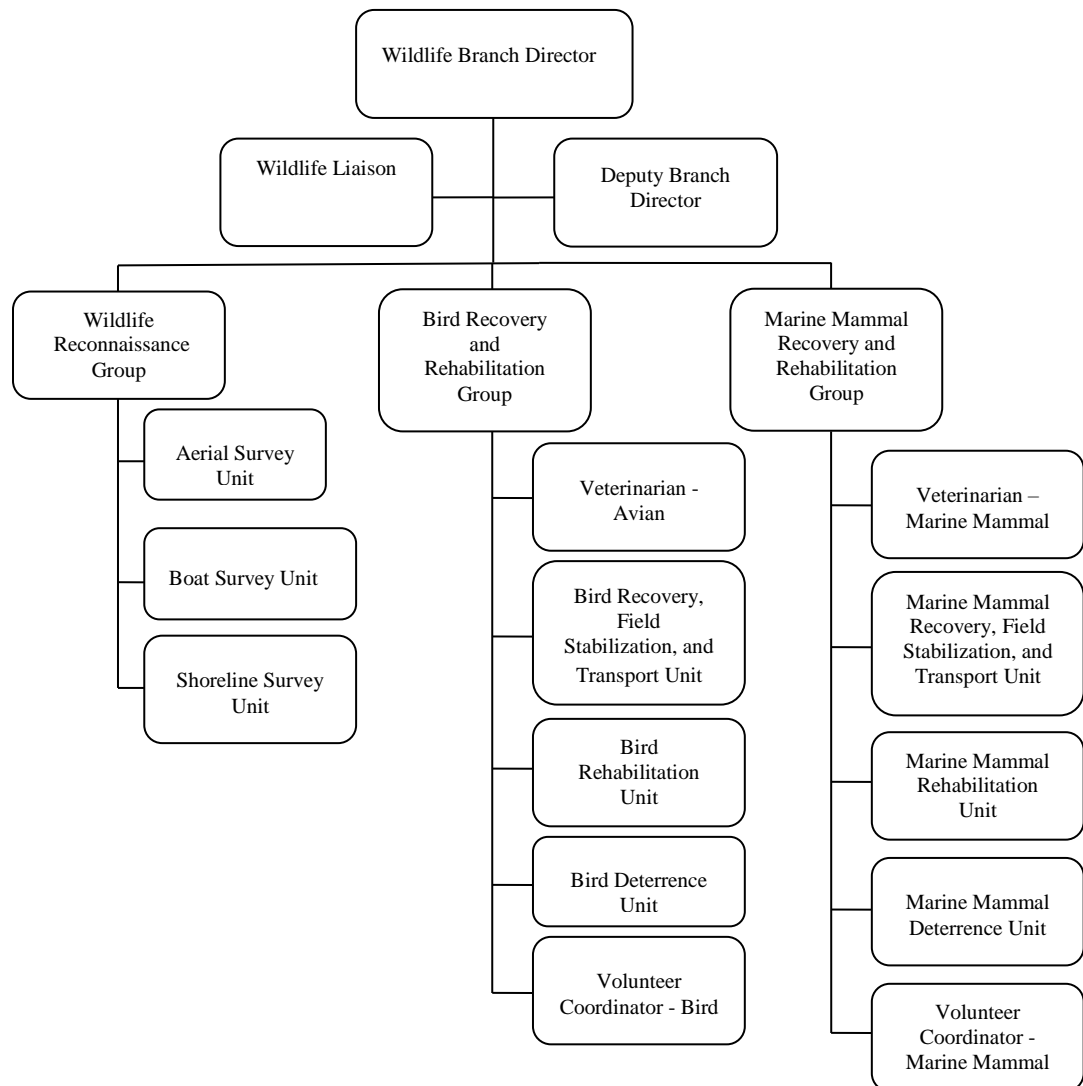 Wildlife Branch Director
Wildlife Liaison
Deputy Branch
Director
Wildlife
Reconnaissance
Group
Aerial Survey
Unit
Boat Survey Unit
Shoreline Survey
Unit
Bird Recovery
and
Rehabilitation
Group
Veterinarian -
Avian
Bird Recovery,
Field
Stabilization, and
Transport Unit
Bird
Rehabilitation
Unit
Bird Deterrence
Unit
Volunteer
Coordinator - Bird
Marine Mammal
Recovery and
Rehabilitation
Group
Veterinarian –
Marine Mammal
Marine Mammal
Recovery, Field
Stabilization, and
Transport Unit
Marine Mammal
Rehabilitation
Unit
Marine Mammal
Deterrence Unit
Volunteer
Coordinator -
Marine Mammal